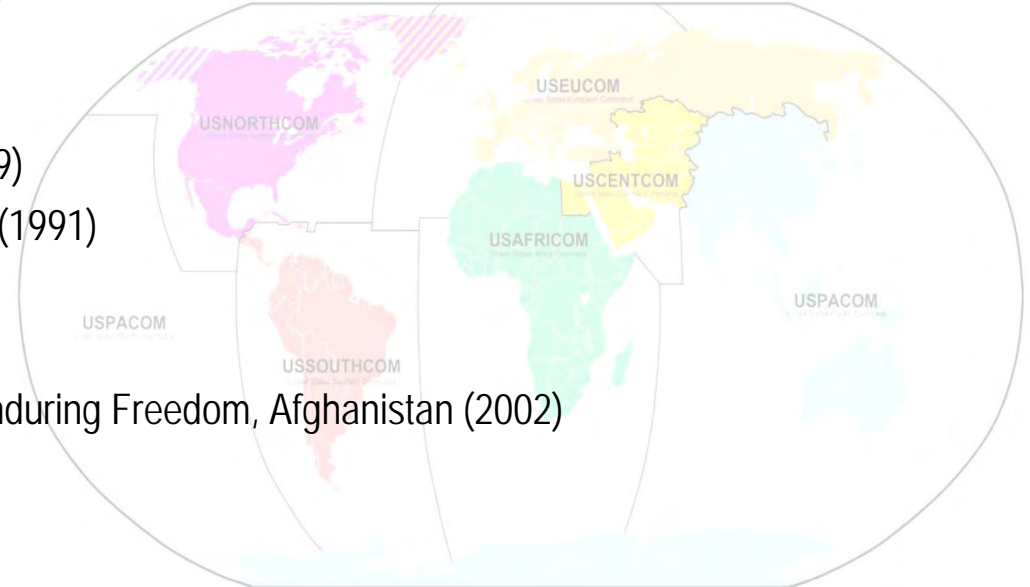 USEUCOM
USNORTHCOM
9)
USCENTCOM
(1991)
USAFRICOM
USPACOM
USPACOM
USSOUTHCOM
nduring Freedom, Afghanistan (2002)